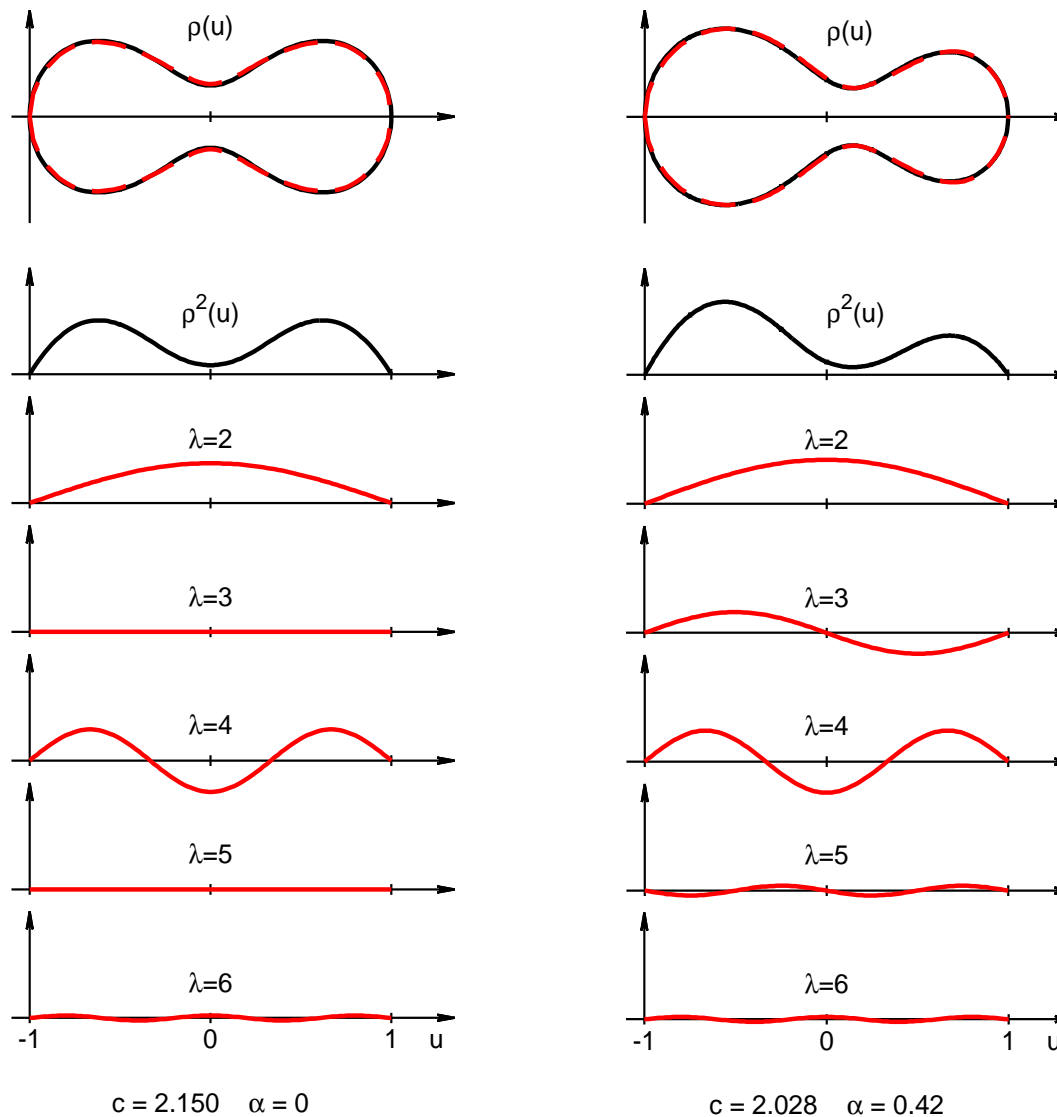 ρ(u) ρ(u)
ρ²(u) ρ²(u)
λ=2 λ=2
λ=3 λ=3
λ=4 λ=4
λ=5 λ=5
λ=6 λ=6
-1 0 1 u -1 0 1 u
c = 2.150 α = 0 c = 2.028 α = 0.42